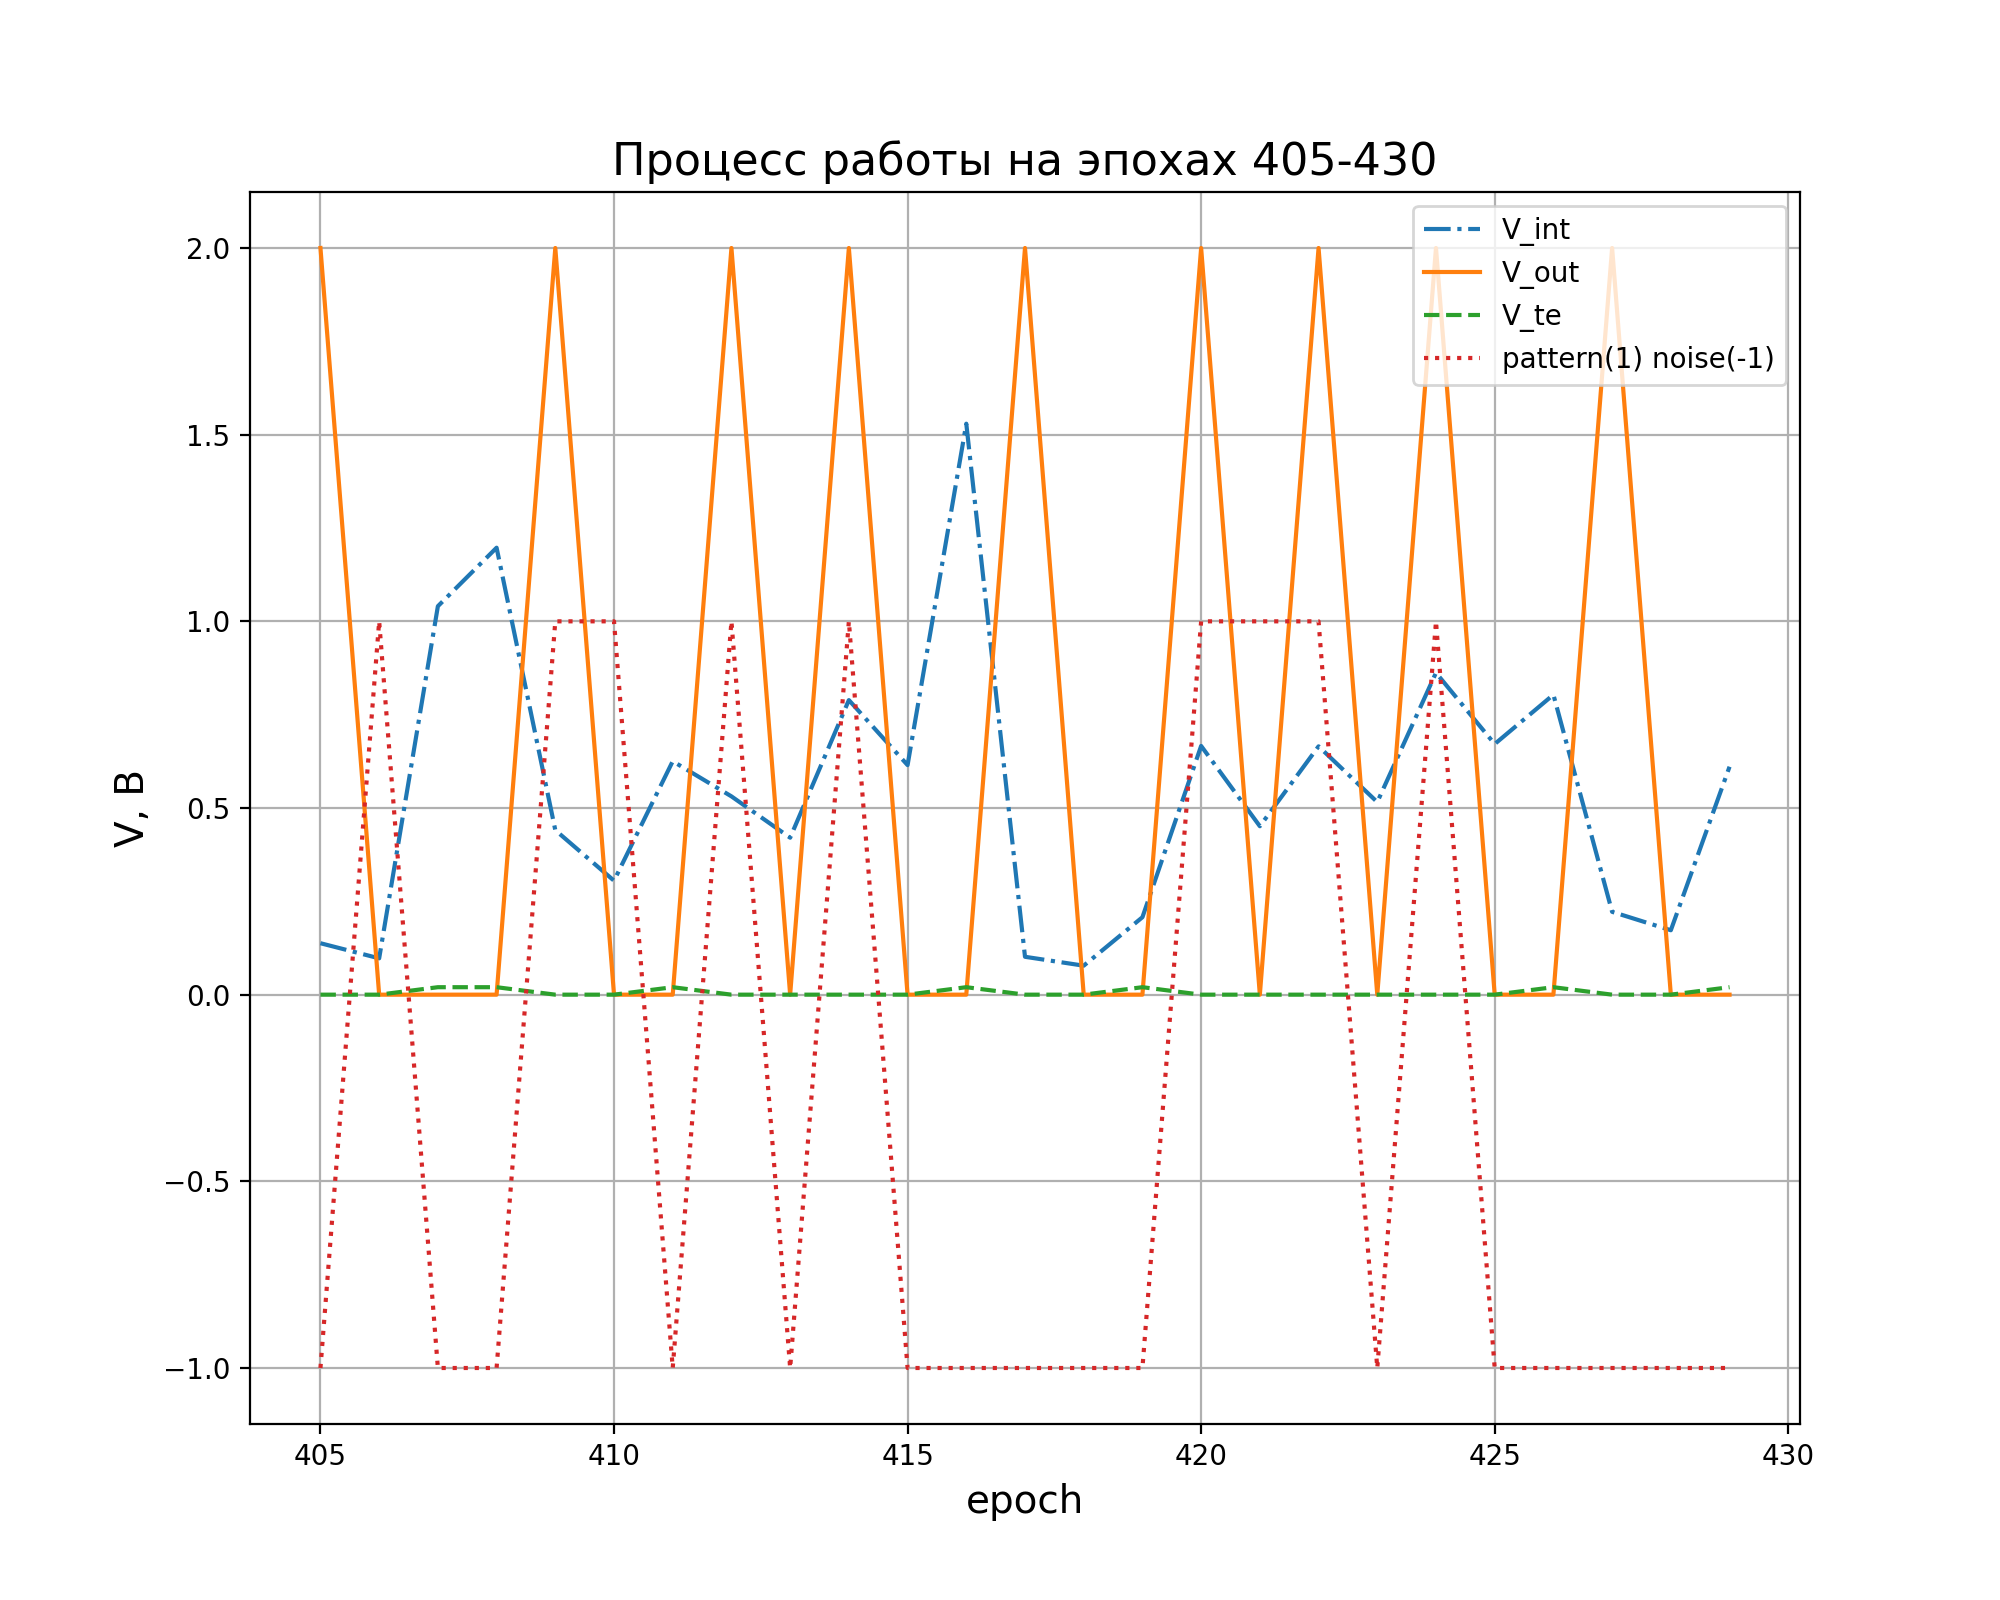 Процесс работы на эпохах 405-430
V_int
V_out
V_te
pattern(1) noise(-1)
2.0
1.5
1.0
0.5
0.0
−0.5
−1.0
V, В
405 410 415 420 425 430
epoch